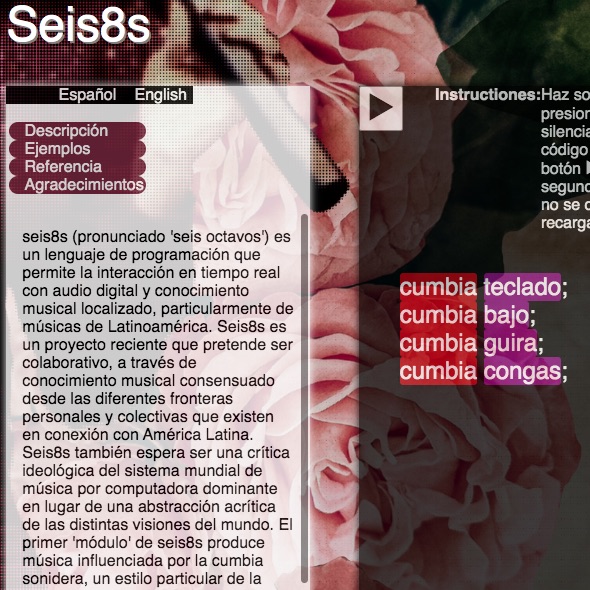 Seis8s
Español English
Descripción
Ejemplos
Referencia
Agradecimientos
seis8s (pronunciado 'seis octavos') es
un lenguaje de programación que
permite la interacción en tiempo real
con audio digital y conocimiento
musical localizado, particularmente de
músicas de Latinoamérica. Seis8s es
un proyecto reciente que pretende ser
colaborativo, a través de
conocimiento musical consensuado
desde las diferentes fronteras
personales y colectivas que existen
en conexión con América Latina.
Seis8s también espera ser una crítica
ideológica del sistema mundial de
música por computadora dominante
en lugar de una abstracción acrítica
de las distintas visiones del mundo. El
primer 'módulo' de seis8s produce
música influenciada por la cumbia
sonidera, un estilo particular de la
Instructiones:Haz so
presior
silencia
código
botón
segund
no se d
recarga
cumbia teclado;
cumbia bajo;
cumbia guira;
cumbia congas;